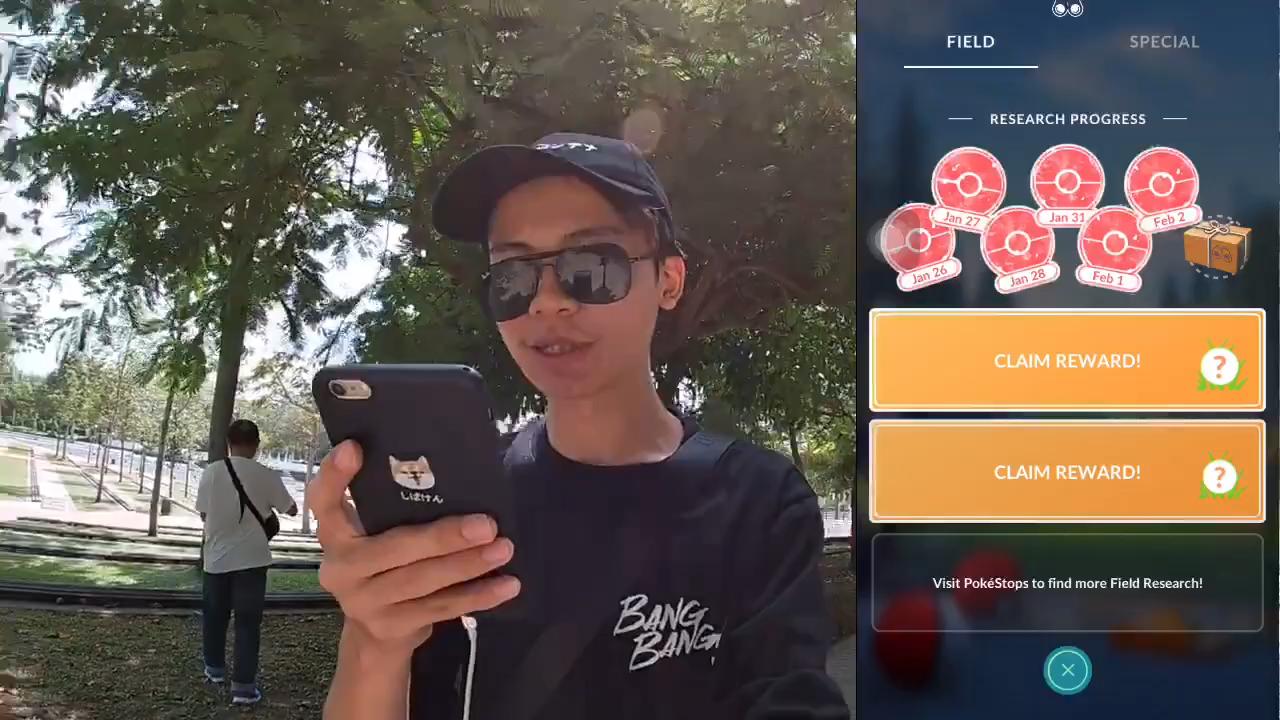 しばけん
BANG
BANG!
FIELD
SPECIAL
RESEARCH PROGRESS
Jan 27
Jan 31
Feb 2
Jan 26
Jan 28
Feb 1
CLAIM REWARD!
?
CLAIM REWARD!
?
Visit PokéStops to find more Field Research!